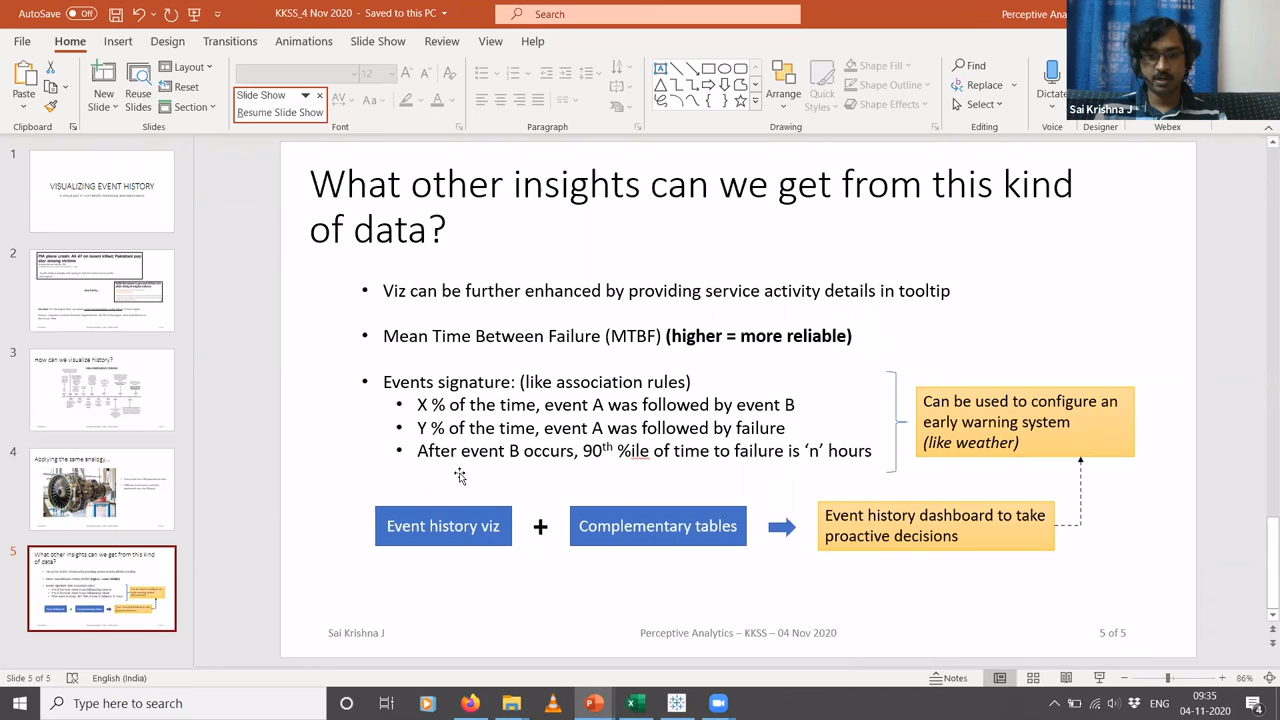 AutoSave Off
KKSS_4 Nov 2020 - Saved to this PC
Search
Perceptive Ana
File Home Insert Draw Design Transitions Animations Slide Show Review View Help
Paste
Clipboard
New
Slide
Reuse
Slides
Layout
Reset
Section
Slides
12
Slide Show
Resume Slide Show
Font
Paragraph
Arrange
Quick
Styles
Shape Fill
Shape Outline
Shape Effects
Drawing
Find
Replace
Select
Editing
Dictate
Voice
Designer
Webex
Sai Krishna J
1
VISUALIZING EVENT HISTORY
2
3
How can we visualize history?
4
Applying the same analogy...
5
What other insights can we get from this kind
of data?
What other insights can we get from this kind
of data?
• Viz can be further enhanced by providing service activity details in tooltip
• Mean Time Between Failure (MTBF) (higher = more reliable)
• Events signature: (like association rules)
• X % of the time, event A was followed by event B
• Y % of the time, event A was followed by failure
• After event B occurs, 90th %ile of time to failure is ‘n’ hours
Can be used to configure an
early warning system
(like weather)
Event history viz + Complementary tables
Event history dashboard to take
proactive decisions
Sai Krishna J
Perceptive Analytics – KKSS – 04 Nov 2020
5 of 5
Slide 5 of 5
English (India)
Notes
86%
Type here to search
ENG
09:35
04-11-2020
4